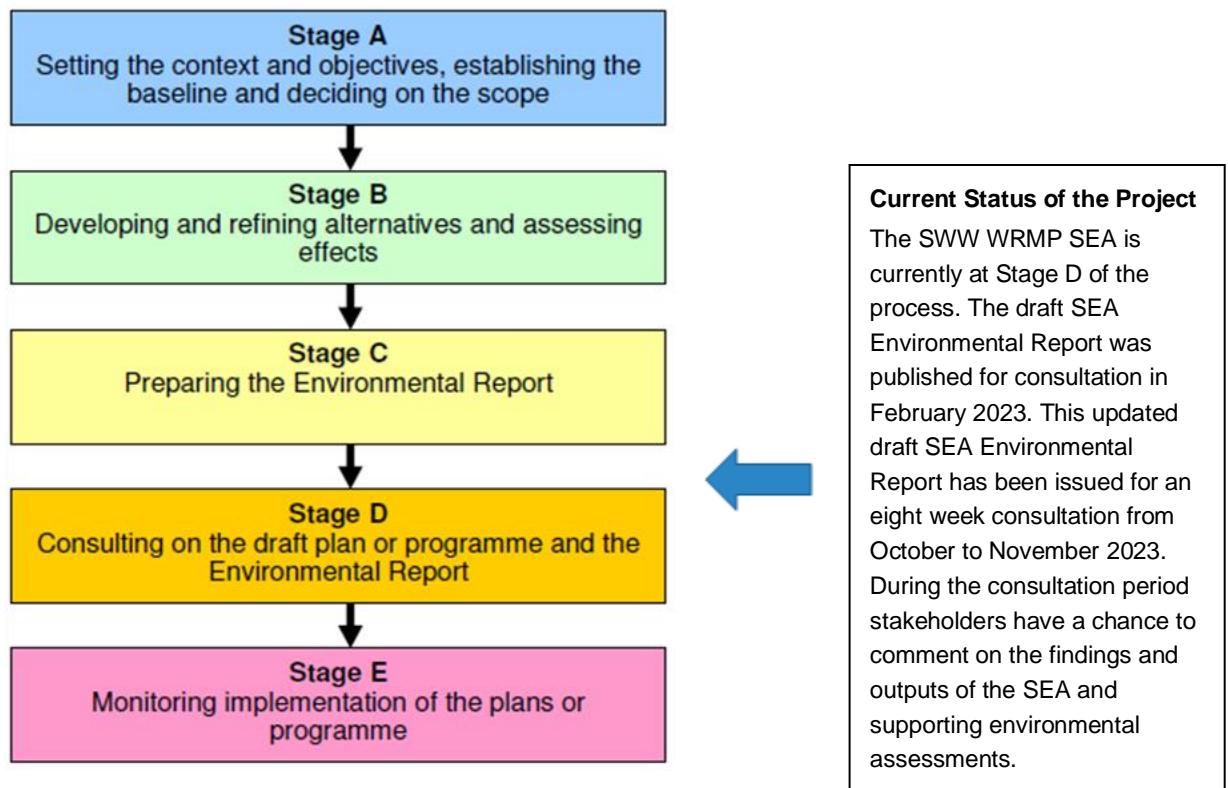 Stage A
Setting the context and objectives, establishing the
baseline and deciding on the scope
Stage B
Developing and refining alternatives and assessing
effects
Stage C
Preparing the Environmental Report
Stage D
Consulting on the draft plan or programme and the
Environmental Report
Stage E
Monitoring implementation of the plans or
programme
Current Status of the Project
The SWW WRMP SEA is
currently at Stage D of the
process. The draft SEA
Environmental Report was
published for consultation in
February 2023. This updated
draft SEA Environmental
Report has been issued for an
eight week consultation from
October to November 2023.
During the consultation period
stakeholders have a chance to
comment on the findings and
outputs of the SEA and
supporting environmental
assessments.